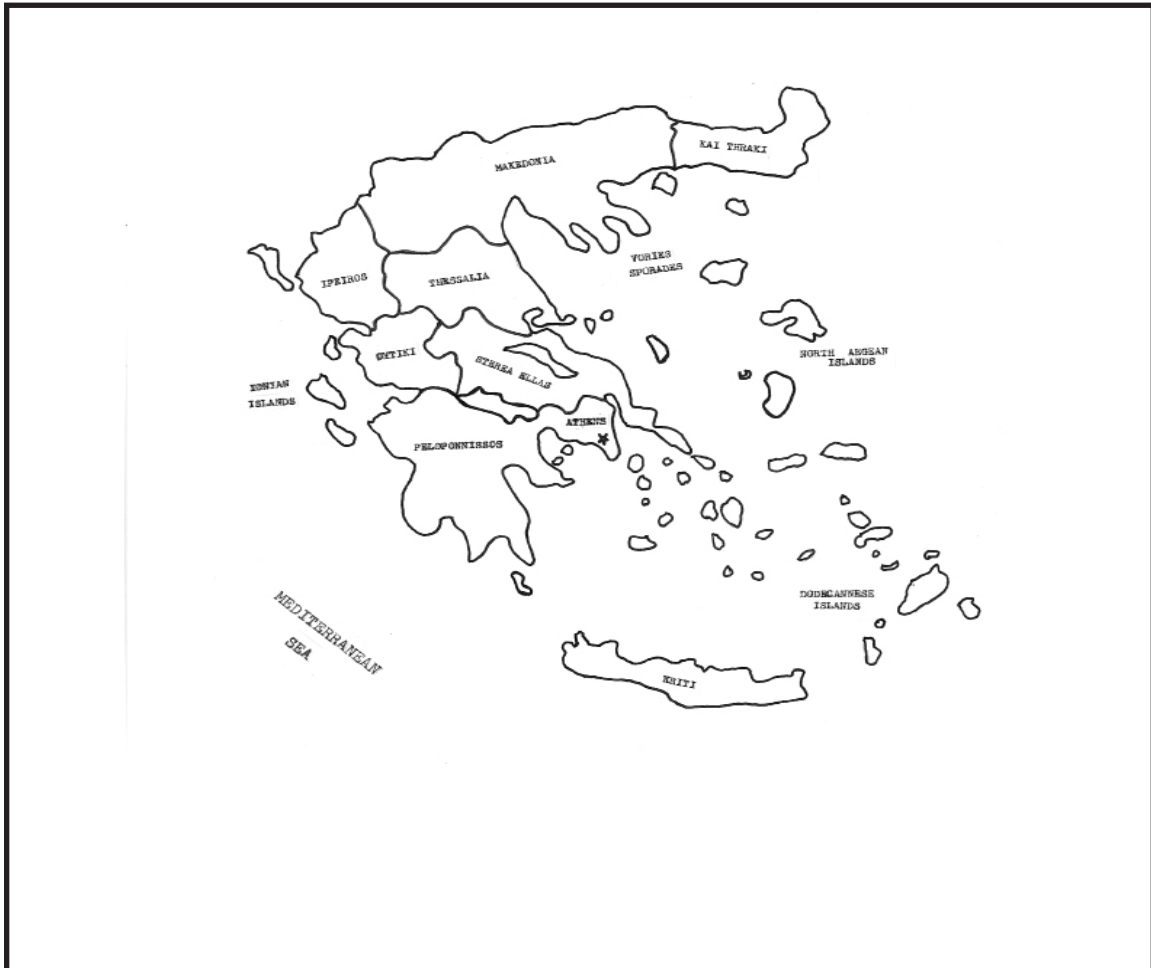 KAI THRAKI
MAKEDONIA
VORIES
SPORADES
IPEIROS
THESSALIA
NORTH AEGEAN
ISLANDS
ØYTIKI
STEREA ELLAS
IONIAN
ISLANDS
ATHENS
PELOPONNISSOS
DODECANNESE
ISLANDS
MEDITERRANEAN
SEA
KRITI